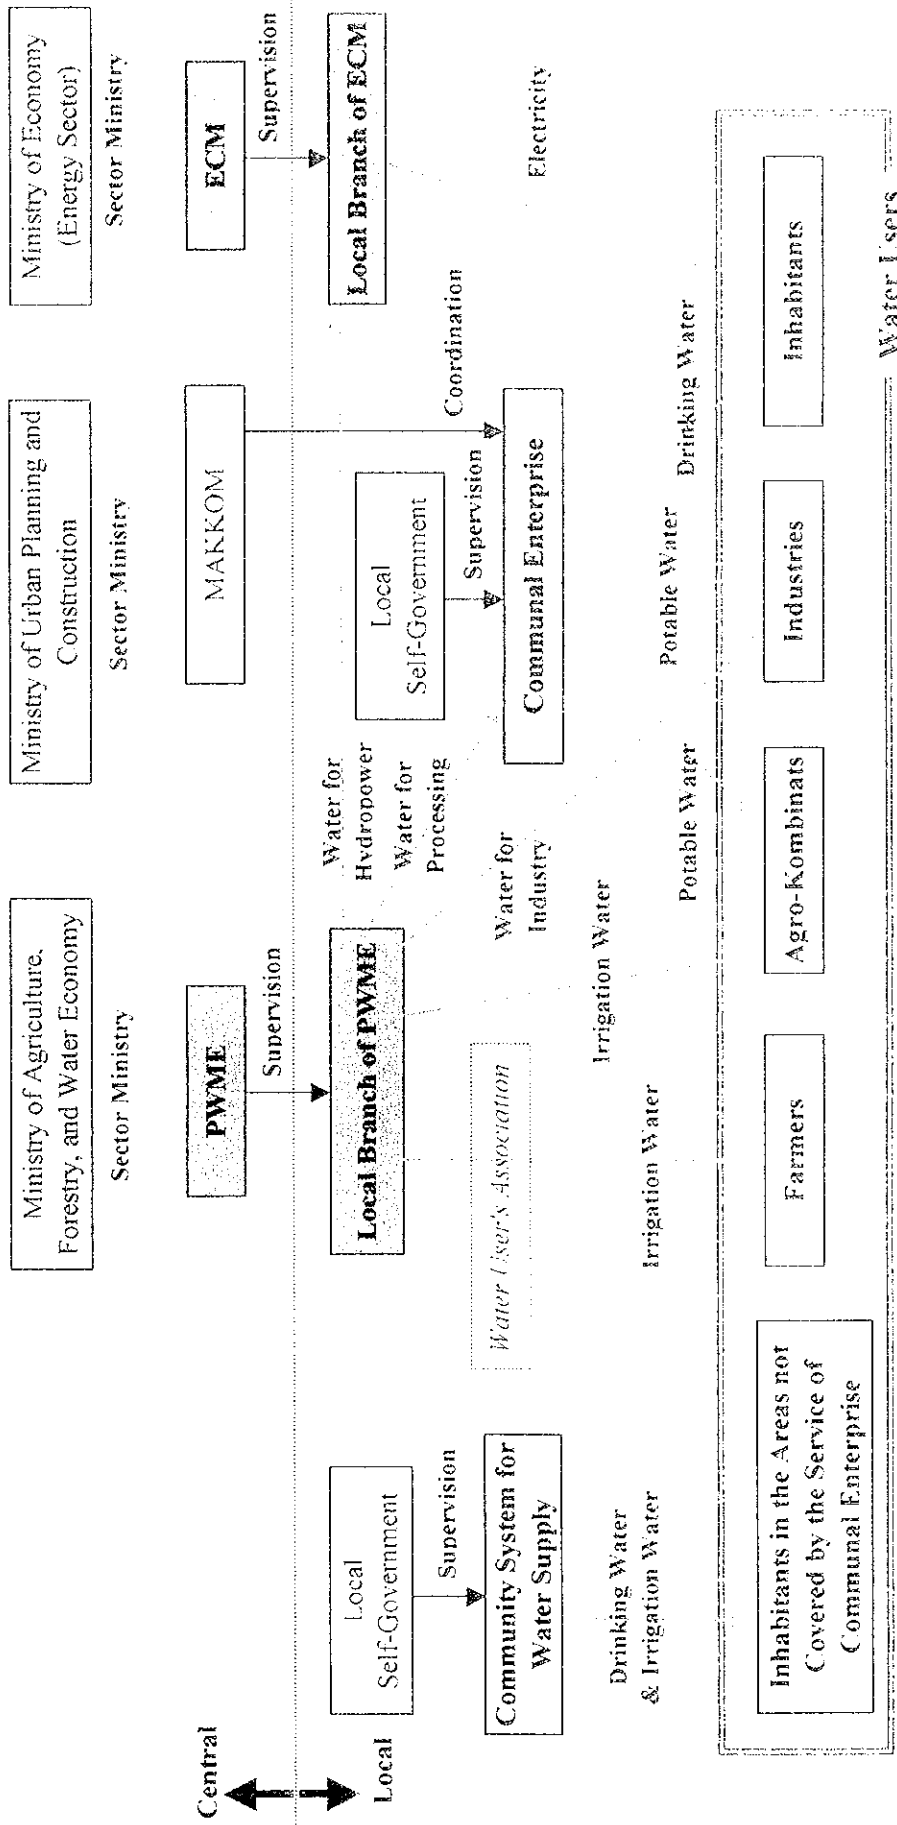 Central
Local
Ministry of Agriculture,
Forestry, and Water Economy
Sector Ministry
PWME
Supervision
Local Branch of PWME
Ministry of Urban Planning and
Construction
Sector Ministry
MAKKOM
Ministry of Economy
(Energy Sector)
Sector Ministry
ECM
Supervision
Local Branch of ECM
Local
Self-Government
Supervision
Community System for
Water Supply
Drinking Water
& Irrigation Water
Water User's Association
Irrigation Water
Irrigation Water
Water for
Hydropower
Water for
Processing
Water for
Industry
Local
Self-Government
Supervision
Coordination
Communal Enterprise
Potable Water
Potable Water
Drinking Water
Electricity
Inhabitants in the Areas not
Covered by the Service of
Communal Enterprise
Farmers
Agro-Kombinats
Industries
Inhabitants
Water Users